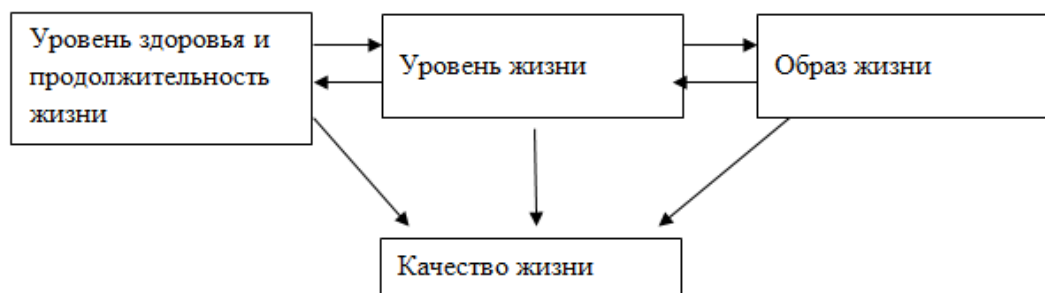 Уровень здоровья и
продолжительность
жизни
Уровень жизни
Образ жизни
Качество жизни